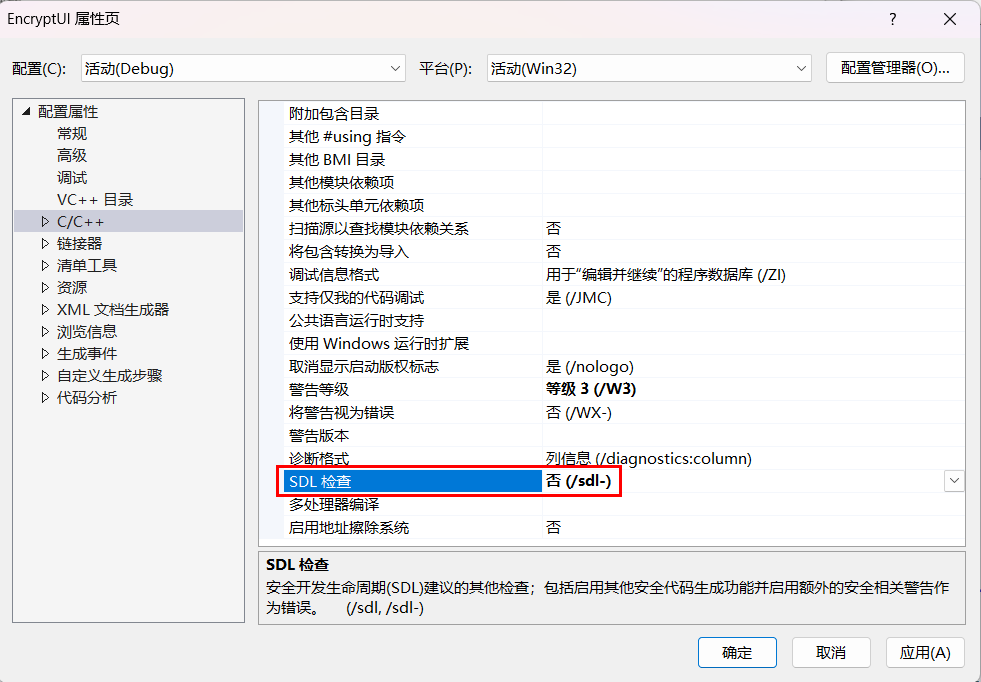 EncryptUI 属性页
?
配置(C): 活动(Debug) 平台(P): 活动(Win32) 配置管理器(O)...
配置属性
常规
高级
调试
VC++ 目录
C/C++
链接器
清单工具
资源
XML 文档生成器
浏览信息
生成事件
自定义生成步骤
代码分析
附加包含目录
其他 #using 指令
其他 BMI 目录
其他模块依赖项
其他标头单元依赖项
扫描源以查找模块依赖关系 否
将包含转换为导入 否
调试信息格式 用于“编辑并继续”的程序数据库 (/ZI)
支持仅我的代码调试 是 (/JMC)
公共语言运行时支持
使用 Windows 运行时扩展
取消显示启动版权标志 是 (/nologo)
警告等级 等级 3 (/W3)
将警告视为错误 否 (/WX-)
警告版本
诊断格式 列信息 (/diagnostics:column)
SDL 检查 否 (/sdl-)
多处理器编译
启用地址擦除系统 否
SDL 检查
安全开发生命周期(SDL)建议的其他检查；包括启用其他安全代码生成功能并启用额外的安全相关警告作
为错误。 (/sdl, /sdl-)
确定 取消 应用(A)